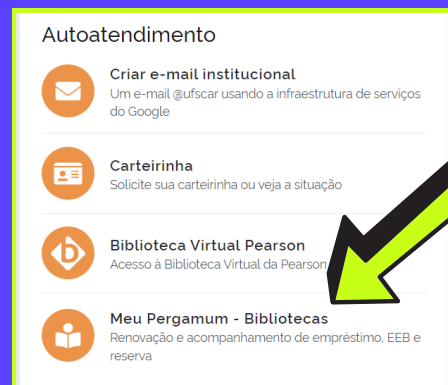 Autoatendimento
Criar e-mail institucional
Um e-mail @ufscar usando a infraestrutura de serviços
do Google
Carteirinha
Solicite sua carteirinha ou veja a situação
Biblioteca Virtual Pearson
Acesso à Biblioteca Virtual da Pearson
Meu Pergamum - Bibliotecas
Renovação e acompanhamento de empréstimo, EEB e
reserva